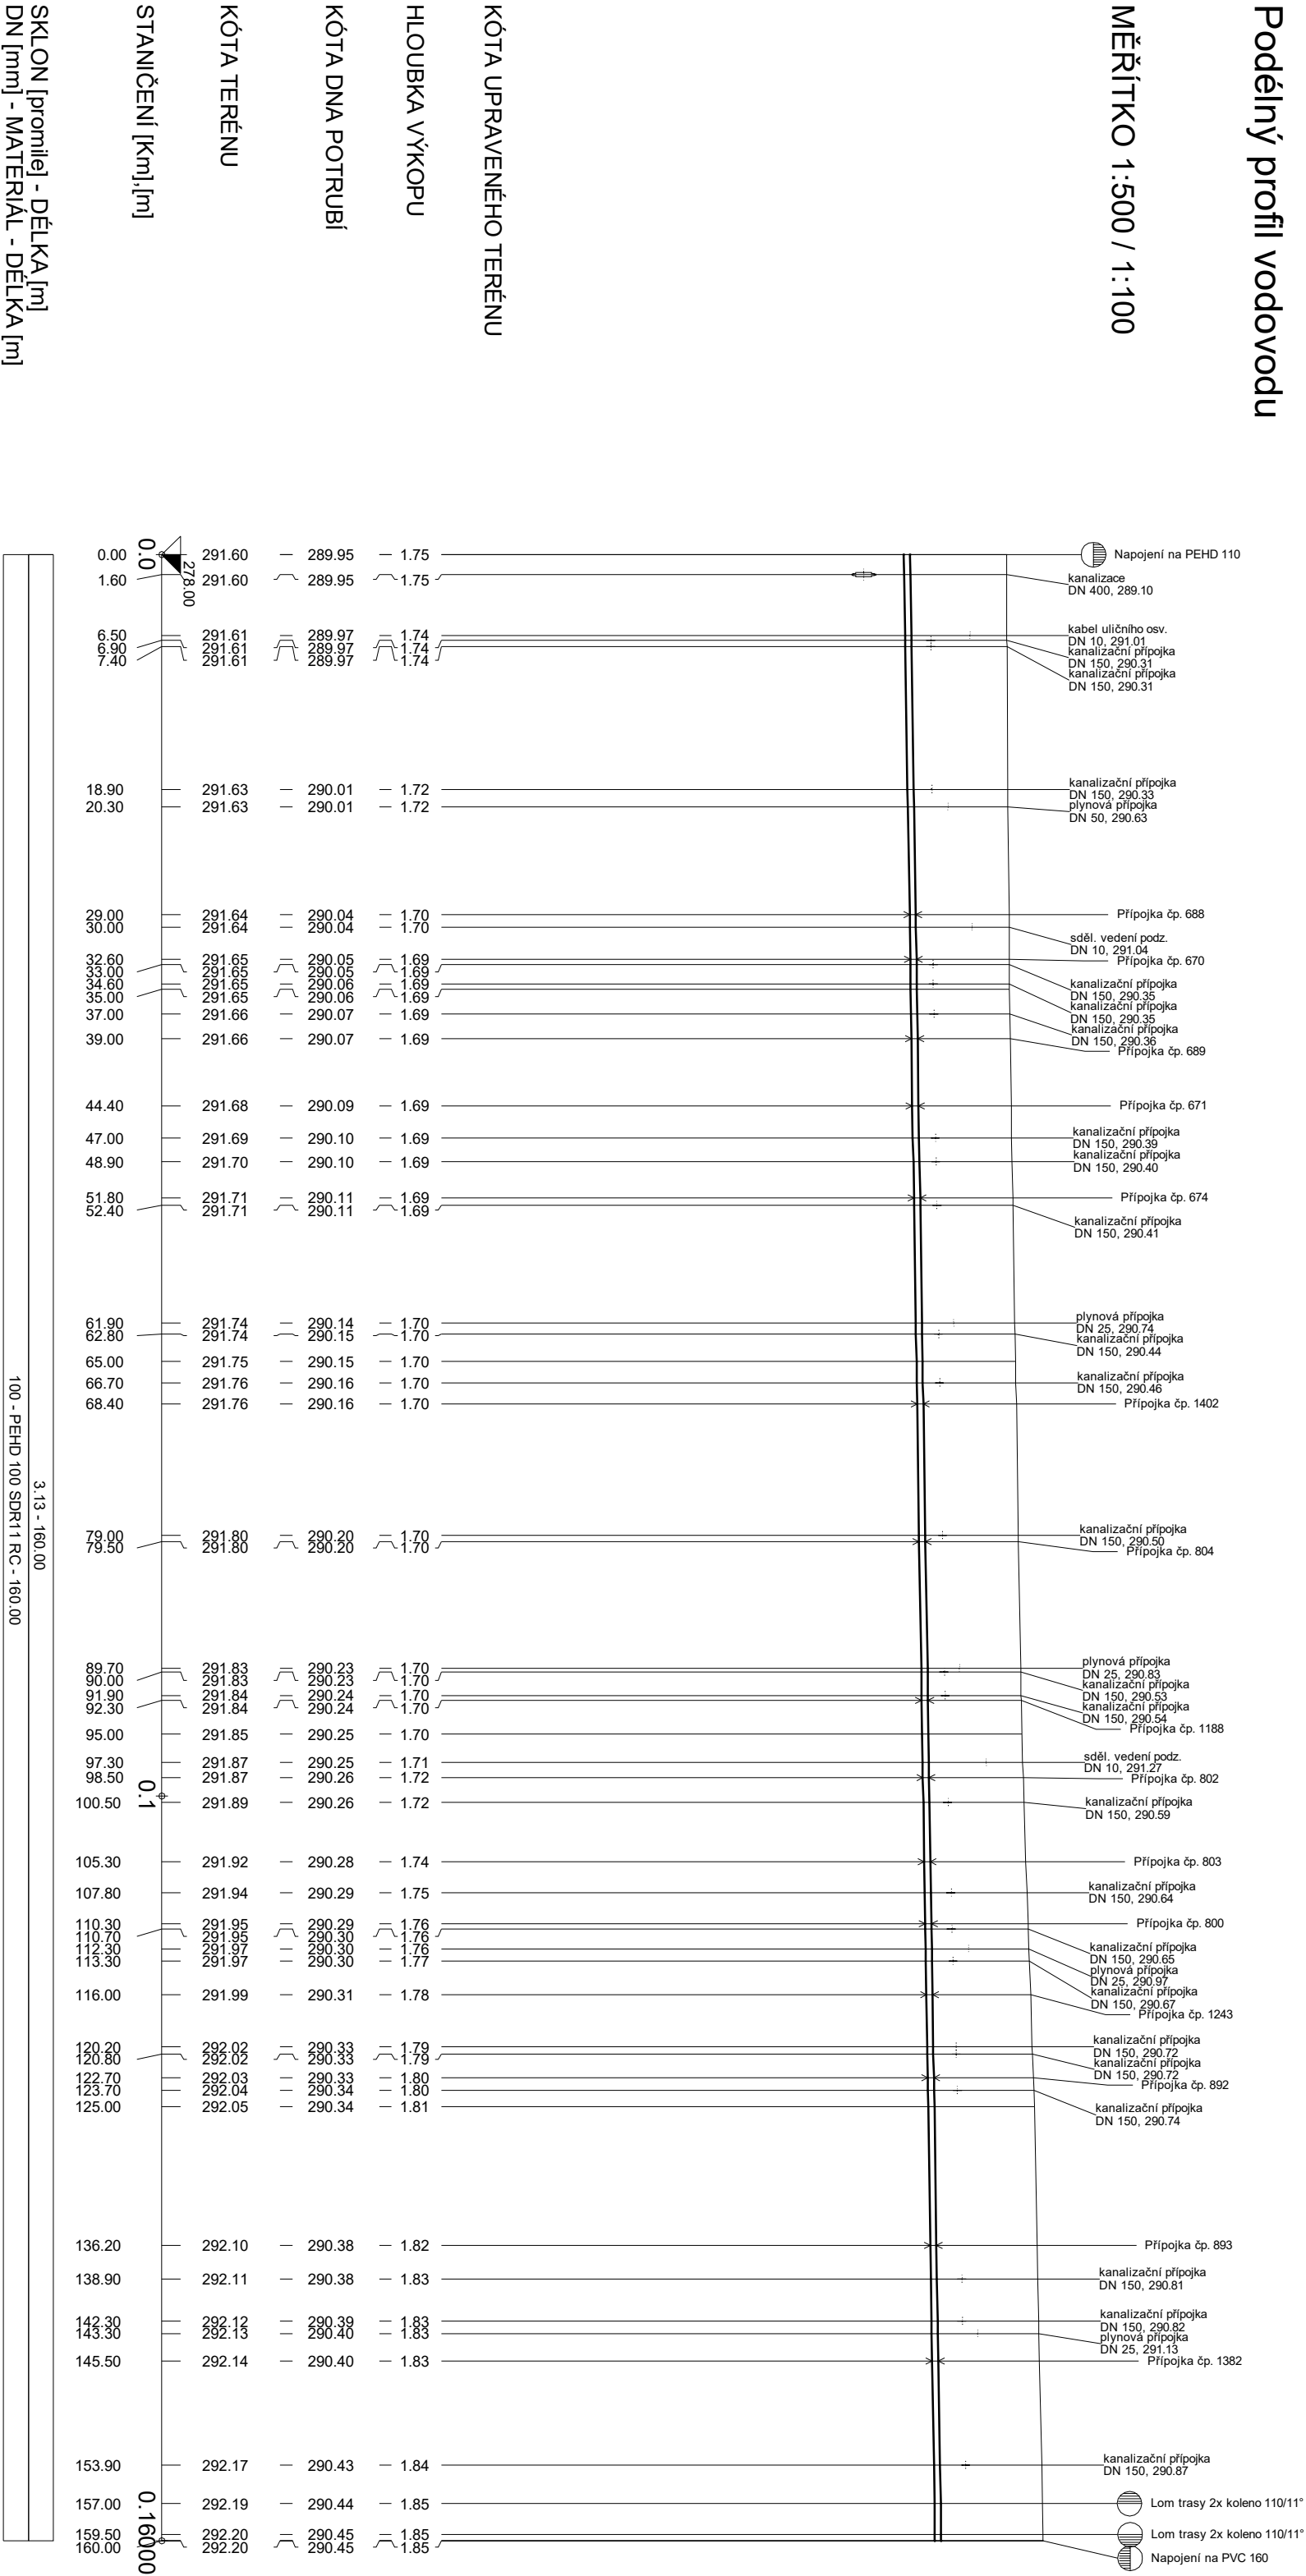 Podélný profil vodovodu
MĚŘÍTKO 1:500 / 1:100
KÓTA UPRAVENÉHO TERÉNU
HLOUBKA VÝKOPU
KÓTA DNA POTRUBÍ
KÓTA TERÉNU
STANIČENÍ [Km],[m]
SKLON [promile] - DÉLKA [m]
DN [mm] - MATERIÁL - DÉLKA [m]
0.0
278.00
0.00 291.60 289.95 1.75 Napojení na PEHD 110
1.60 291.60 289.95 1.75 kanalizace
DN 400, 289.10
6.50 291.61 289.97 1.74 kabel uličního osv.
DN 10, 291.01
6.90 291.61 289.97 1.74 kanalizační přípojka
DN 150, 290.31
7.40 291.61 289.97 1.74 kanalizační přípojka
DN 150, 290.31
18.90 291.63 290.01 1.72 kanalizační přípojka
DN 150, 290.33
20.30 291.63 290.01 1.72 plynová přípojka
DN 50, 290.63
29.00 291.64 290.04 1.70 Přípojka čp. 688
30.00 291.64 290.04 1.70 sděl. vedení podz.
DN 10, 291.04
32.60 291.65 290.05 1.69 Přípojka čp. 670
33.00 291.65 290.05 1.69 kanalizační přípojka
DN 150, 290.35
34.60 291.65 290.06 1.69 kanalizační přípojka
DN 150, 290.35
35.00 291.65 290.06 1.69
37.00 291.66 290.07 1.69 kanalizační přípojka
DN 150, 290.36
39.00 291.66 290.07 1.69 Přípojka čp. 689
44.40 291.68 290.09 1.69 Přípojka čp. 671
47.00 291.69 290.10 1.69 kanalizační přípojka
DN 150, 290.39
48.90 291.70 290.10 1.69 kanalizační přípojka
DN 150, 290.40
51.80 291.71 290.11 1.69 Přípojka čp. 674
52.40 291.71 290.11 1.69 kanalizační přípojka
DN 150, 290.41
61.90 291.74 290.14 1.70 plynová přípojka
DN 25, 290.74
62.80 291.74 290.15 1.70 kanalizační přípojka
DN 150, 290.44
65.00 291.75 290.15 1.70
66.70 291.76 290.16 1.70 kanalizační přípojka
DN 150, 290.46
68.40 291.76 290.16 1.70 Přípojka čp. 1402
79.00 291.80 290.20 1.70 kanalizační přípojka
DN 150, 290.50
79.50 291.80 290.20 1.70 Přípojka čp. 804
89.70 291.83 290.23 1.70 plynová přípojka
DN 25, 290.83
90.00 291.83 290.23 1.70 kanalizační přípojka
DN 150, 290.53
91.90 291.84 290.24 1.70 kanalizační přípojka
DN 150, 290.54
92.30 291.84 290.24 1.70 Přípojka čp. 1188
95.00 291.85 290.25 1.70
97.30 291.87 290.25 1.71 sděl. vedení podz.
DN 10, 291.27
98.50 291.87 290.26 1.72 Přípojka čp. 802
0.1
100.50 291.89 290.26 1.72 kanalizační přípojka
DN 150, 290.59
105.30 291.92 290.28 1.74 Přípojka čp. 803
107.80 291.94 290.29 1.75 kanalizační přípojka
DN 150, 290.64
110.30 291.95 290.29 1.76 Přípojka čp. 800
110.70 291.95 290.30 1.76 kanalizační přípojka
DN 150, 290.65
112.30 291.97 290.30 1.76 plynová přípojka
DN 25, 290.97
113.30 291.97 290.30 1.77 kanalizační přípojka
DN 150, 290.67
116.00 291.99 290.31 1.78 Přípojka čp. 1243
120.20 292.02 290.33 1.79 kanalizační přípojka
DN 150, 290.72
120.80 292.02 290.33 1.79 kanalizační přípojka
DN 150, 290.72
122.70 292.03 290.33 1.80 Přípojka čp. 892
123.70 292.04 290.34 1.80 kanalizační přípojka
DN 150, 290.74
125.00 292.05 290.34 1.81
136.20 292.10 290.38 1.82 Přípojka čp. 893
138.90 292.11 290.38 1.83 kanalizační přípojka
DN 150, 290.81
142.30 292.12 290.39 1.83 kanalizační přípojka
DN 150, 290.82
143.30 292.13 290.40 1.83 plynová přípojka
DN 25, 291.13
145.50 292.14 290.40 1.83 Přípojka čp. 1382
153.90 292.17 290.43 1.84 kanalizační přípojka
DN 150, 290.87
157.00 292.19 290.44 1.85 Lom trasy 2x koleno 110/11°
159.50 292.20 290.45 1.85 Lom trasy 2x koleno 110/11°
160.00 292.20 290.45 1.85 Napojení na PVC 160
0.16000
3.13 - 160.00
100 - PEHD 100 SDR11 RC - 160.00